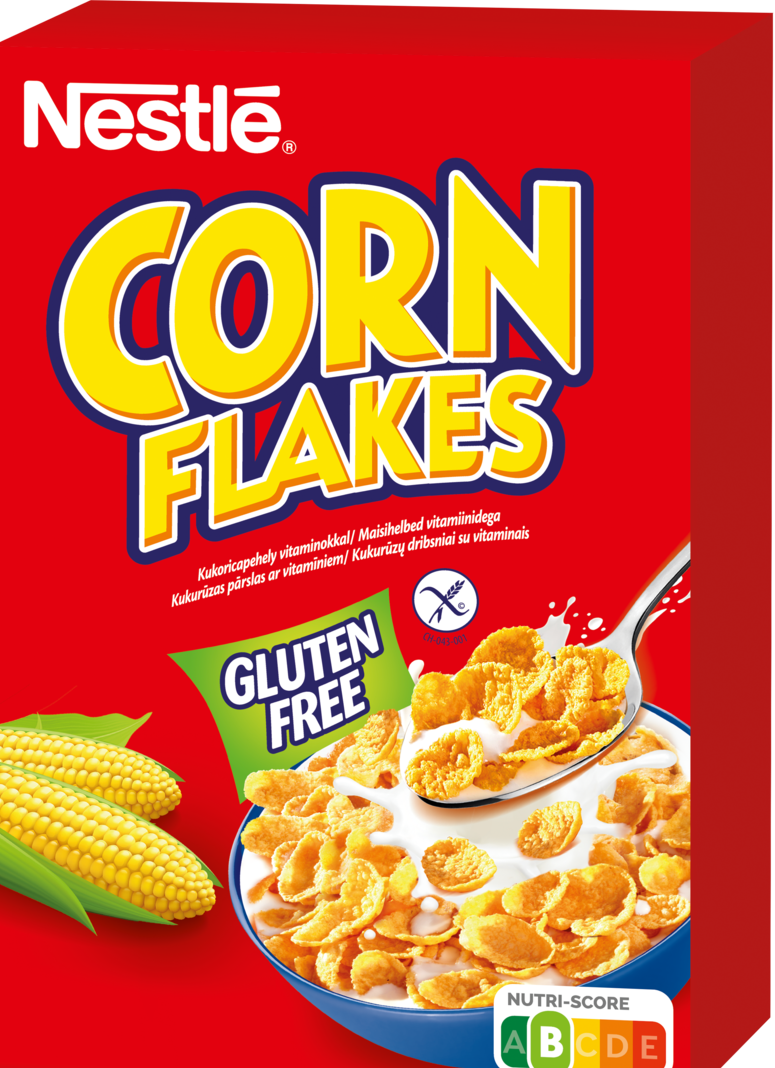 Nestlé®
CORN
FLAKES
Kukoricapehely vitaminokkal/ Maisihelbed vitamiinidega
Kukurūzas pārslas ar vitamīniem/ Kukurūzų dribsniai su vitaminais
GLUTEN
FREE
NUTRI-SCORE
A B C D E